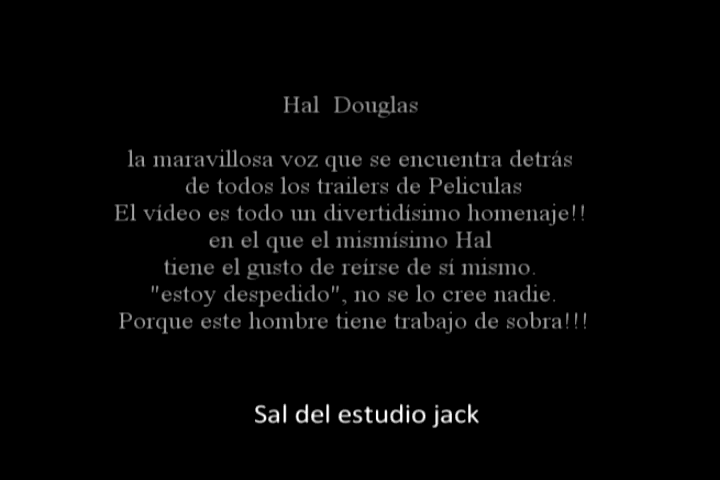 Hal Douglas
la maravillosa voz que se encuentra detrás
de todos los trailers de Peliculas
El vídeo es todo un divertidísimo homenaje!!
en el que el mismísimo Hal
tiene el gusto de reírse de sí mismo.
"estoy despedido", no se lo cree nadie.
Porque este hombre tiene trabajo de sobra!!!
Sal del estudio jack